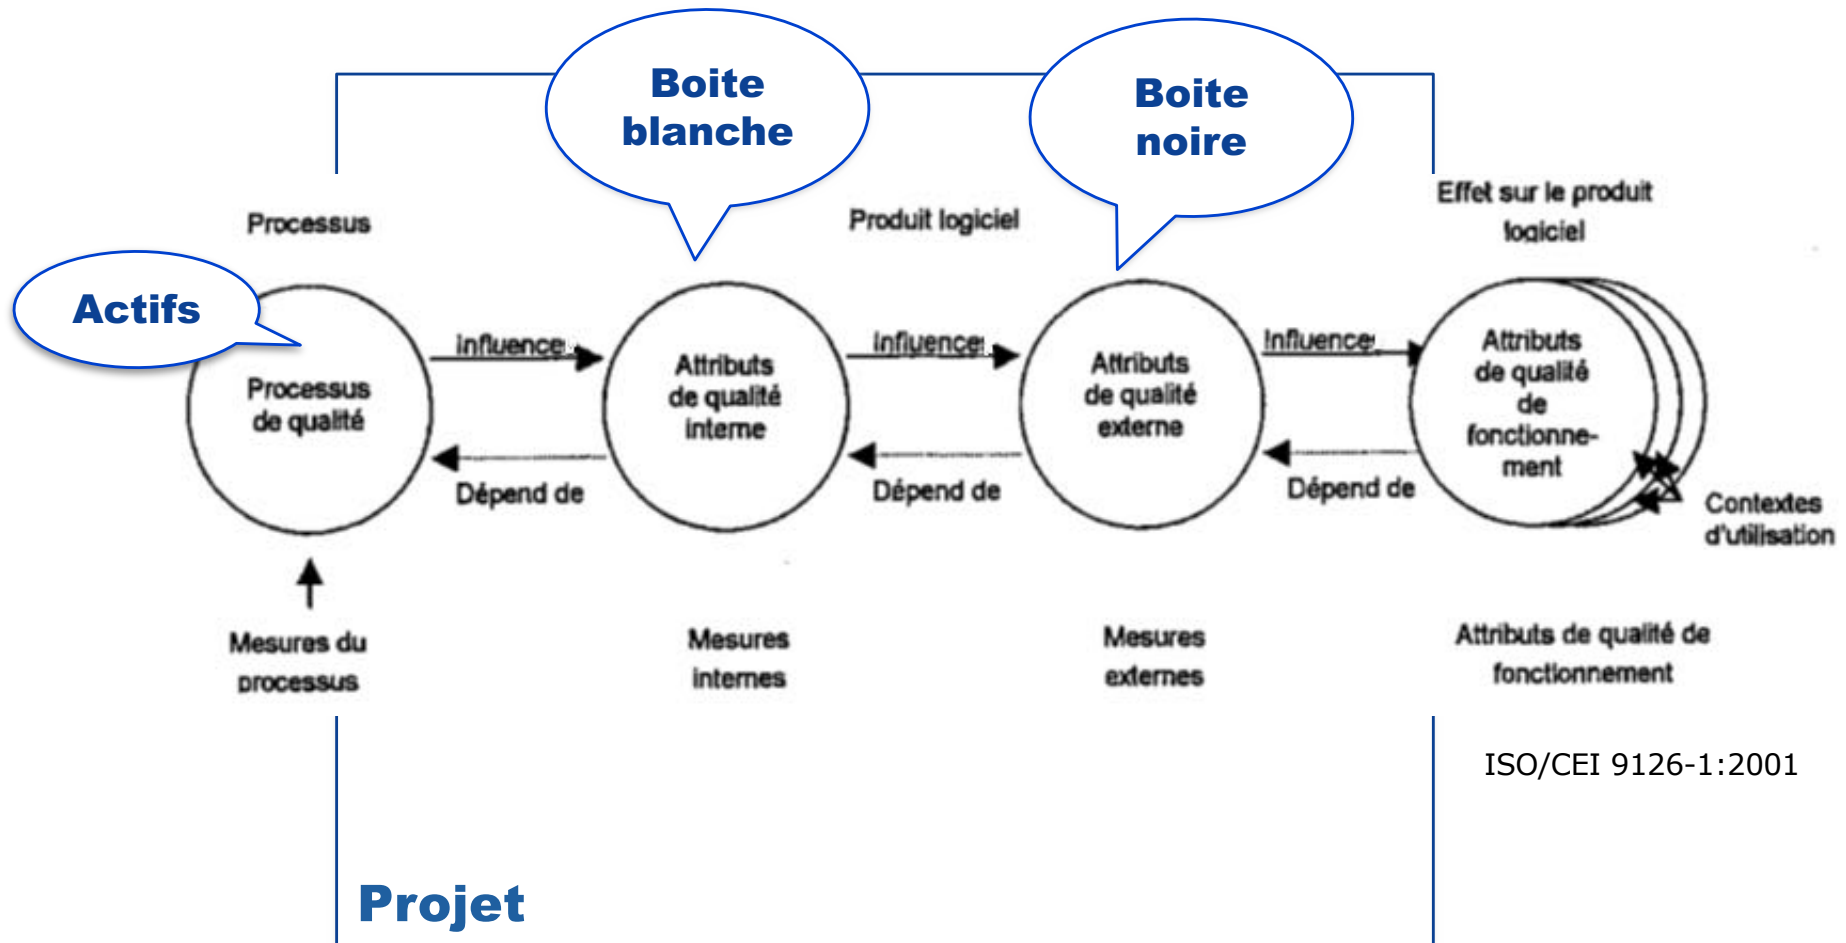 Boite
blanche
Boite
noire
Processus
Produit logiciel
Effet sur le produit
logiciel
Actifs
Processus
de qualité
influence
Attributs
de qualité
interne
influence
Attributs
de qualité
externe
Influence
Attributs
de qualité
de
fonctionne-
ment
Dépend de
Dépend de
Dépend de
Contextes
d'utilisation
Mesures du
processus
Mesures
internes
Mesures
externes
Attributs de qualité de
fonctionnement
ISO/CEI 9126-1:2001
Projet